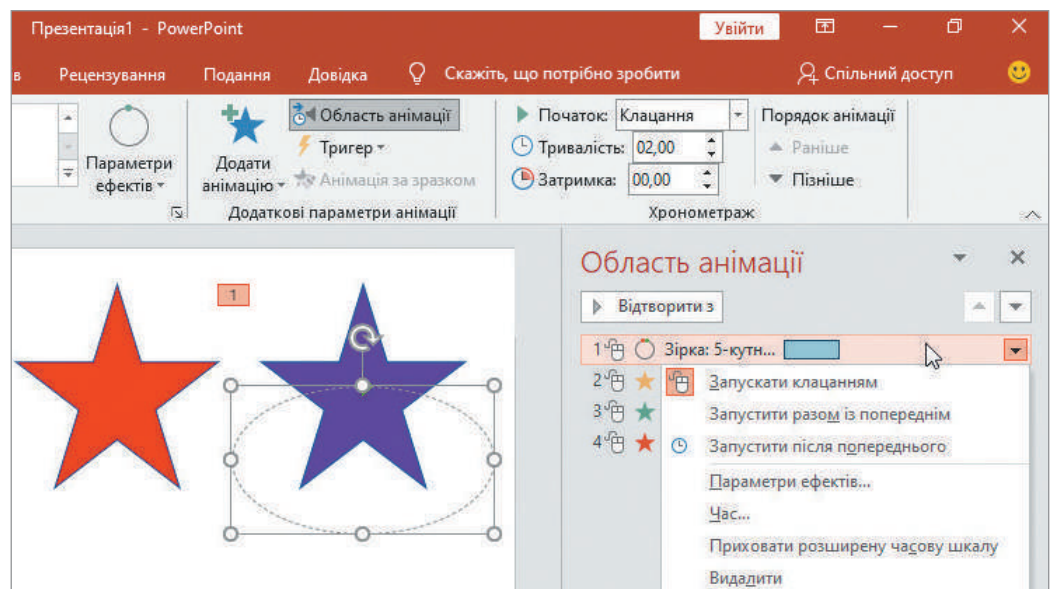 Презентація1 - PowerPoint
Увійти
в Рецензування Подання Довідка Скажіть, що потрібно зробити Спільний доступ
Параметри ефектів
Додати анімацію
Область анімації
Тригер
Анімація за зразком
Додаткові параметри анімації
Початок: Клацання
Тривалість: 02,00
Затримка: 00,00
Порядок анімації
Раніше
Пізніше
Хронометраж
1
Область анімації
Відтворити з
1 Зірка: 5-кутн...
2
3
4
Запускати клацанням
Запустити разом із попереднім
Запустити після попереднього
Параметри ефектів...
Час...
Приховати розширену часову шкалу
Видалити